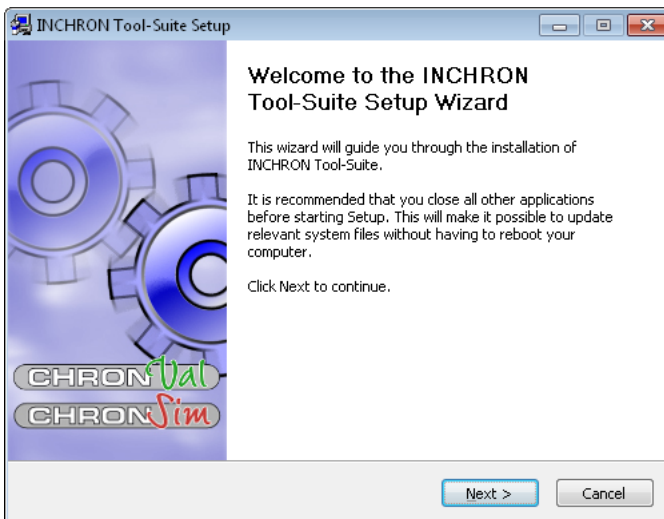 INCHRON Tool-Suite Setup
Welcome to the INCHRON
Tool-Suite Setup Wizard
This wizard will guide you through the installation of
INCHRON Tool-Suite.
It is recommended that you close all other applications
before starting Setup. This will make it possible to update
relevant system files without having to reboot your
computer.
Click Next to continue.
CHRONVal
CHRONSim
Next >
Cancel